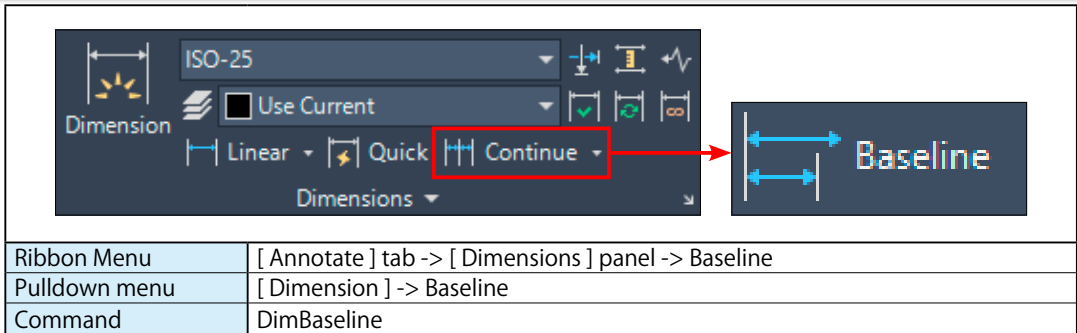 ISO-25
Use Current
Dimension
Linear Quick Continue
Dimensions
Baseline
Ribbon Menu [ Annotate ] tab -> [ Dimensions ] panel -> Baseline
Pulldown menu [ Dimension ] -> Baseline
Command DimBaseline